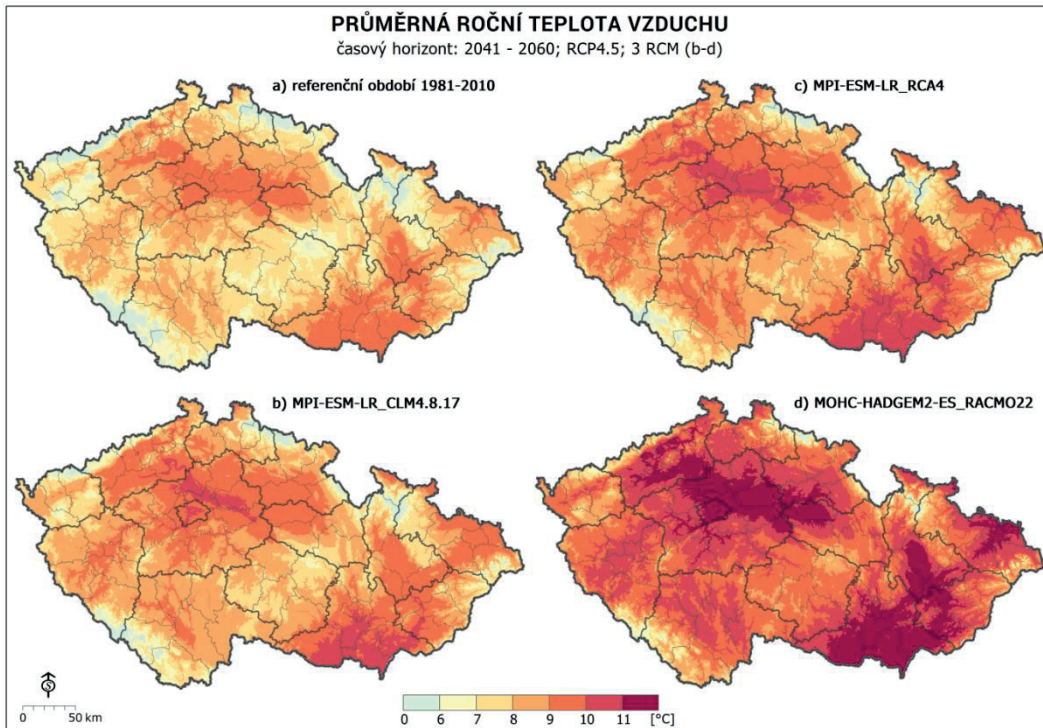 PRŮMĚRNÁ ROČNÍ TEPLOTA VZDUCHU
časový horizont: 2041 - 2060; RCP4.5; 3 RCM (b-d)
a) referenční období 1981-2010
c) MPI-ESM-LR_RCA4
b) MPI-ESM-LR_CLM4.8.17
d) MOHC-HADGEM2-ES_RACMO22
S
0 50 km
0 6 7 8 9 10 11 [°C]